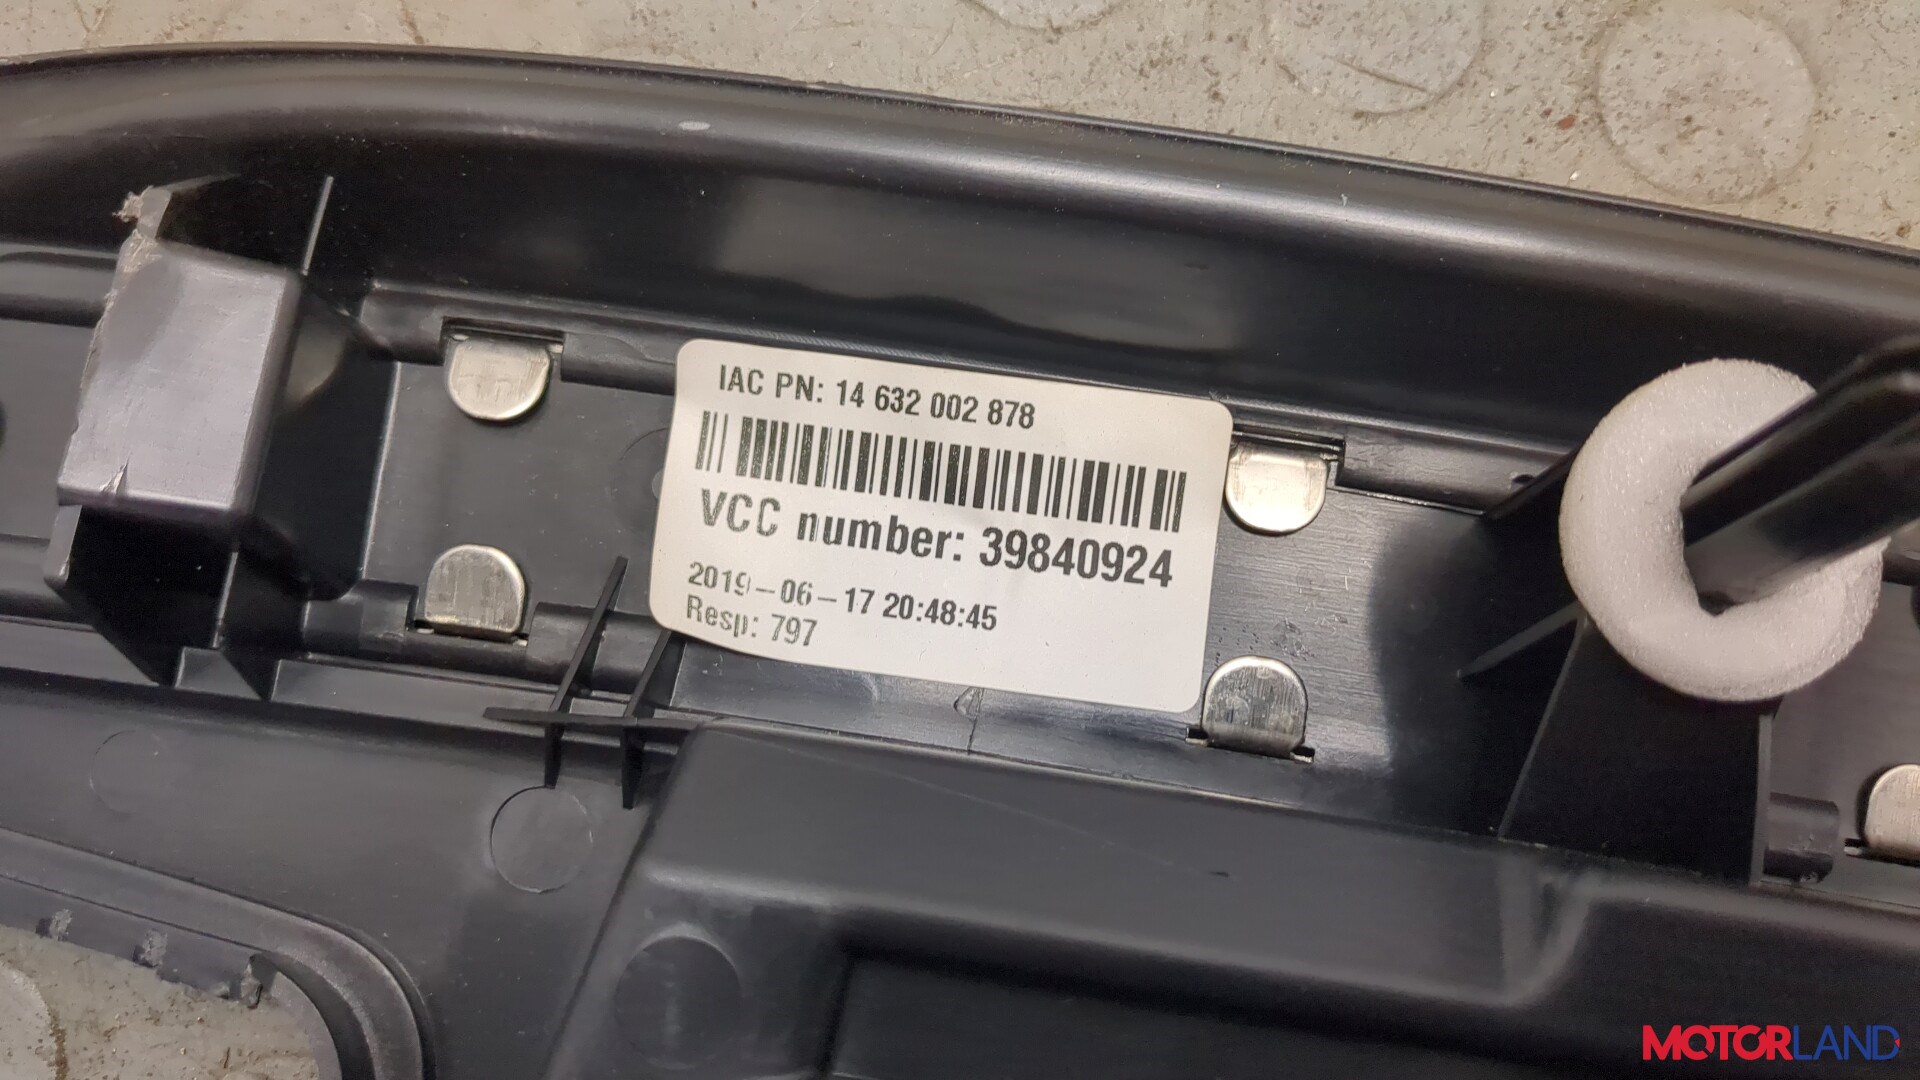 IAC PN: 14 632 002 878
VCC number: 39840924
2019-06-17 20:48:45
Resp: 797
MOTORLAND